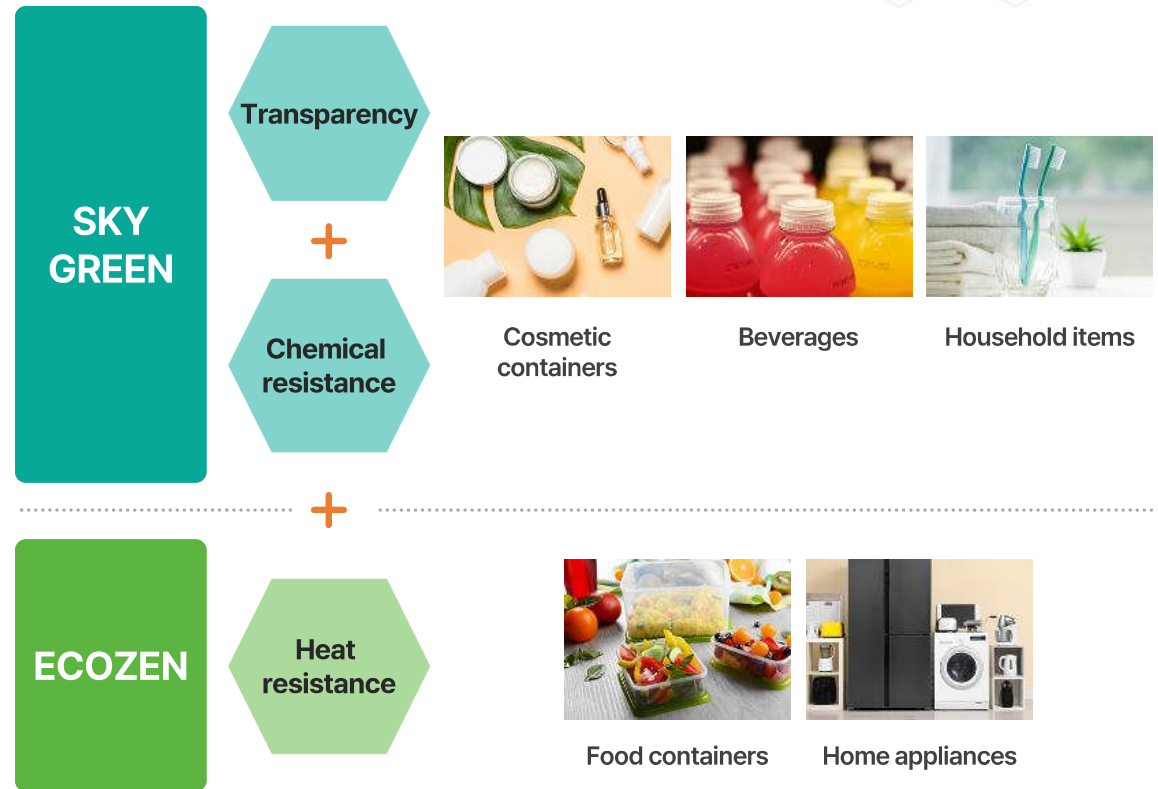 SKY
GREEN
Transparency
+
Chemical
resistance
Cosmetic
containers
Beverages
Household items
+
ECOZEN
Heat
resistance
Food containers
Home appliances